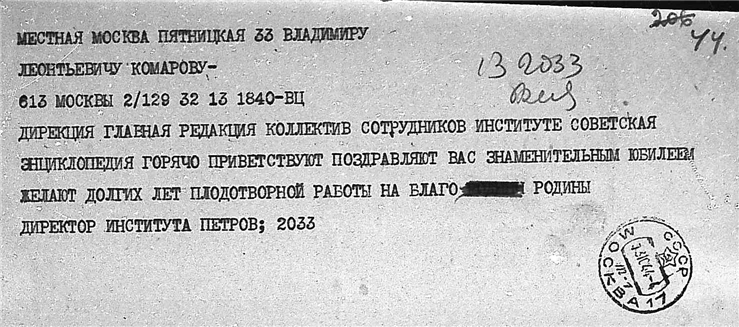 44.
МЕСТНАЯ МОСКВА ПЯТНИЦКАЯ 33 ВЛАДИМИРУ
ЛЕОНТЬЕВИЧУ КОМАРОВУ-
13 2033
613 МОСКВЫ 2/129 32 13 1840-ВЦ
ДИРЕКЦИЯ ГЛАВНАЯ РЕДАКЦИЯ КОЛЛЕКТИВ СОТРУДНИКОВ ИНСТИТУТЕ СОВЕТСКАЯ
ЭНЦИКЛОПЕДИЯ ГОРЯЧО ПРИВЕТСТВУЮТ ПОЗДРАВЛЯЮТ ВАС ЗНАМЕНИТЕЛЬНЫМ ЮБИЛЕЕМ
ЖЕЛАЮТ ДОЛГИХ ЛЕТ ПЛОДОТВОРНОЙ РАБОТЫ НА БЛАГО РОДИНЫ
ДИРЕКТОР ИНСТИТУТА ПЕТРОВ; 2033
СССР
МОСКВА 17